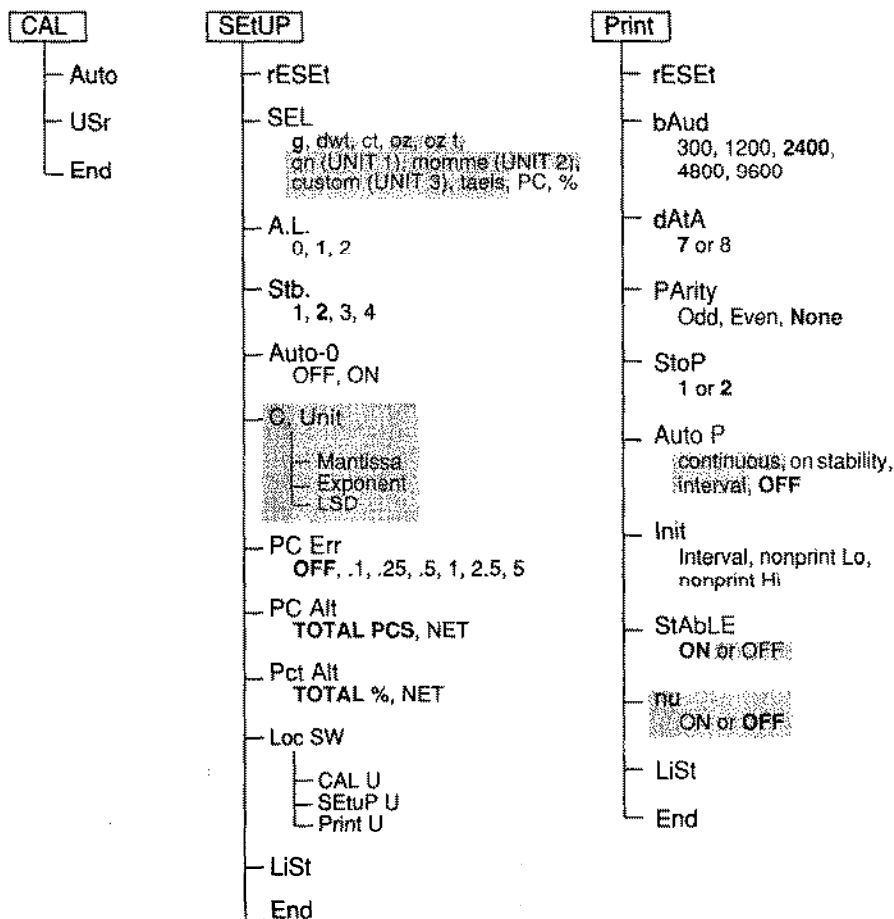 CAL
Auto
USr
End
SEtUP
rESEt
SEL
g, dwt, ct, oz, oz t,
gn (UNIT 1), momme (UNIT 2),
custom (UNIT 3), taels, PC, %
A.L.
0, 1, 2
Stb.
1, 2, 3, 4
Auto-0
OFF, ON
C. Unit
Mantissa
Exponent
LSD
PC Err
OFF, .1, .25, .5, 1, 2.5, 5
PC Alt
TOTAL PCS, NET
Pct Alt
TOTAL %, NET
Loc SW
CAL U
SEtuP U
Print U
LiSt
End
Print
rESEt
bAud
300, 1200, 2400,
4800, 9600
dAtA
7 or 8
PArity
Odd, Even, None
StoP
1 or 2
Auto P
continuous, on stability,
interval, OFF
Init
Interval, nonprint Lo,
nonprint Hi
StAbLE
ON or OFF
nu
ON or OFF
LiSt
End